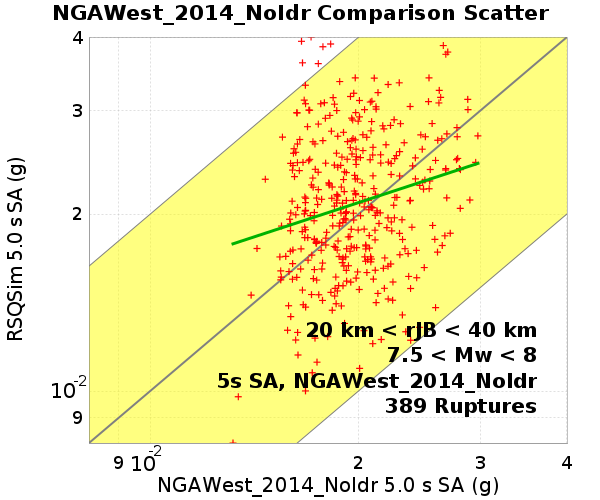 NGAWest_2014_NoIdr Comparison Scatter
4
3
2
10-2
9
RSQSim 5.0 s SA (g)
20 km < rJB < 40 km
7.5 < Mw < 8
5s SA, NGAWest_2014_NoIdr
389 Ruptures
9 10-2 2 3 4
NGAWest_2014_NoIdr 5.0 s SA (g)